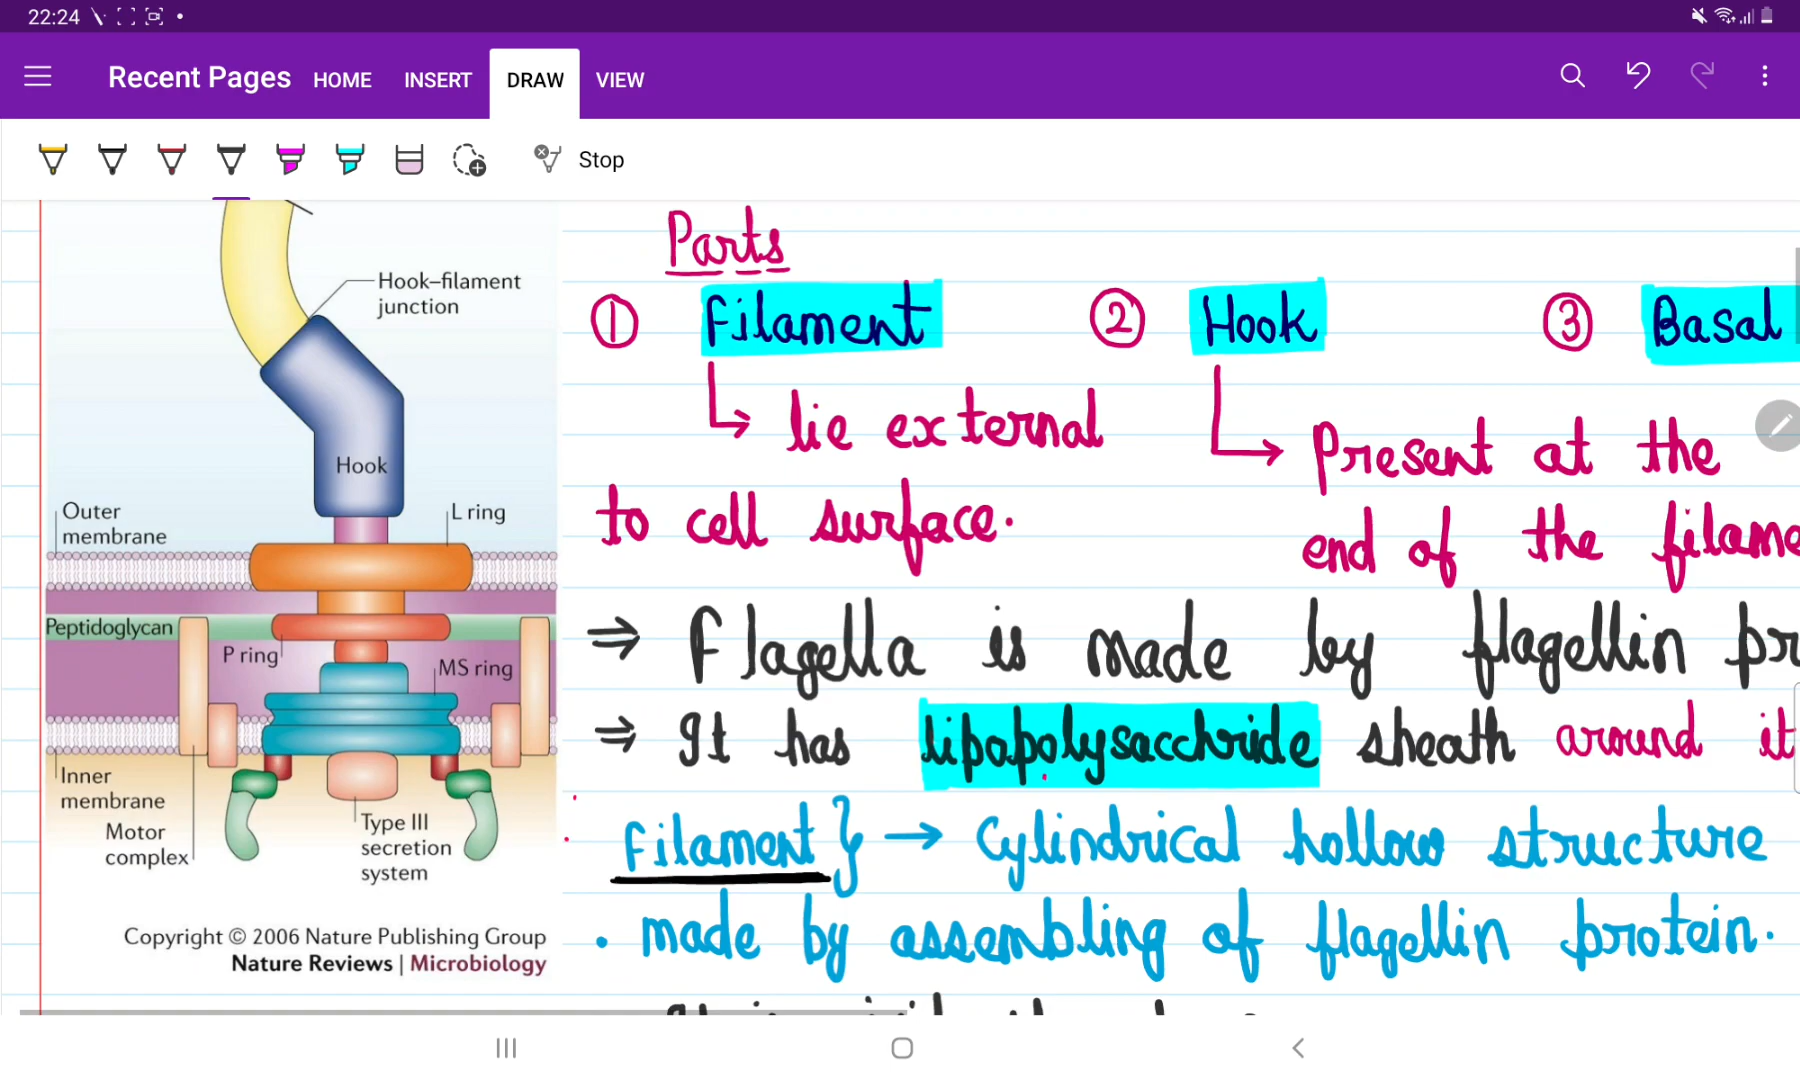 22:24
Recent Pages HOME INSERT DRAW VIEW
Stop
Hook–filament
junction
Hook
Outer
membrane
L ring
Peptidoglycan
P ring
MS ring
Inner
membrane
Motor
complex
Type III
secretion
system
Copyright © 2006 Nature Publishing Group
Nature Reviews | Microbiology
Parts
① Filament ② Hook ③ Basal
lie external
to cell surface.
Present at the
end of the filame
⇒ Flagella is made by flagellin pr
⇒ It has lipopolysacchride sheath around it
Filament } → Cylindrical hollow structure
• made by assembling of flagellin protein.